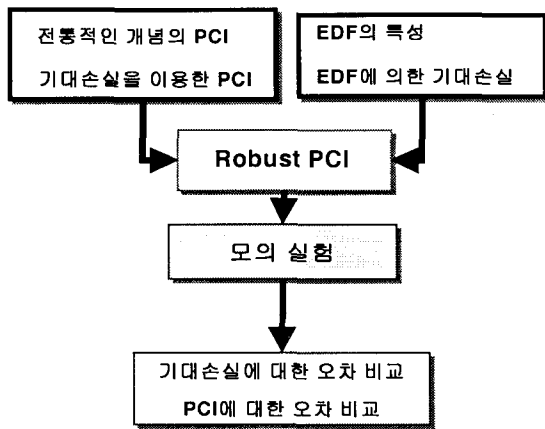 전통적인 개념의 PCI
기대손실을 이용한 PCI
EDF의 특성
EDF에 의한 기대손실
Robust PCI
모의 실험
기대손실에 대한 오차 비교
PCI에 대한 오차 비교